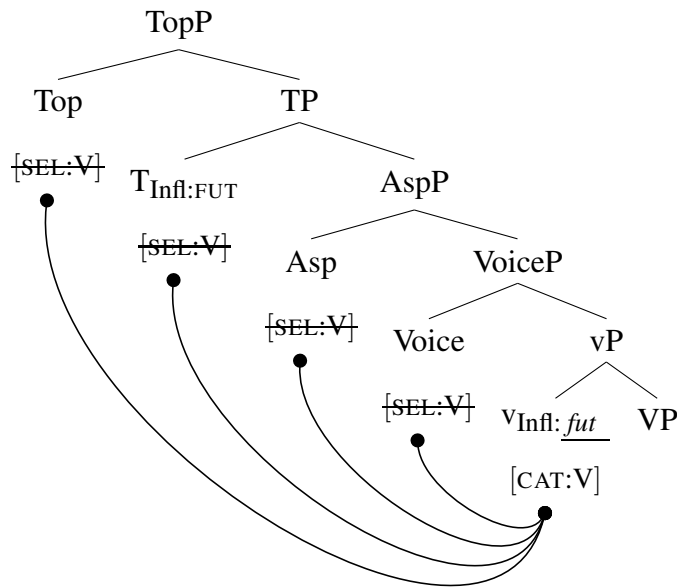 TopP
Top TP
[SEL:V] T Infl:FUT AspP
[SEL:V] Asp VoiceP
[SEL:V] Voice vP
[SEL:V] v Infl: fut VP
[CAT:V]